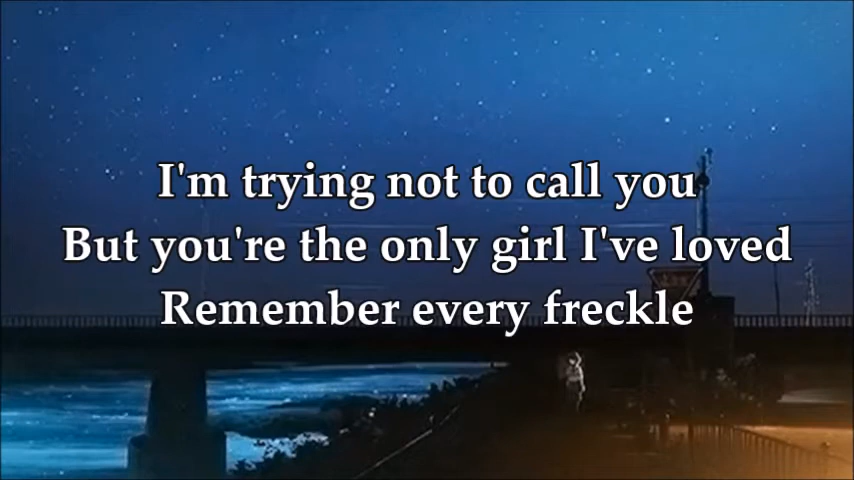 I'm trying not to call you
But you're the only girl I've loved
Remember every freckle